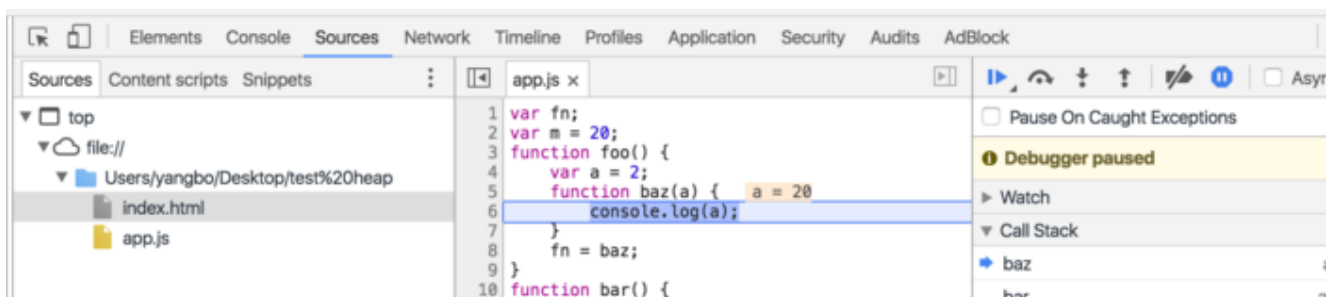 Elements Console Sources Network Timeline Profiles Application Security Audits AdBlock
Sources Content scripts Snippets
app.js ×
top
file://
Users/yangbo/Desktop/test%20heap
index.html
app.js
1 var fn;
2 var m = 20;
3 function foo() {
4 var a = 2;
5 function baz(a) { a = 20
6 console.log(a);
7 }
8 fn = baz;
9 }
10 function bar() {
Pause On Caught Exceptions
Debugger paused
Watch
Call Stack
baz